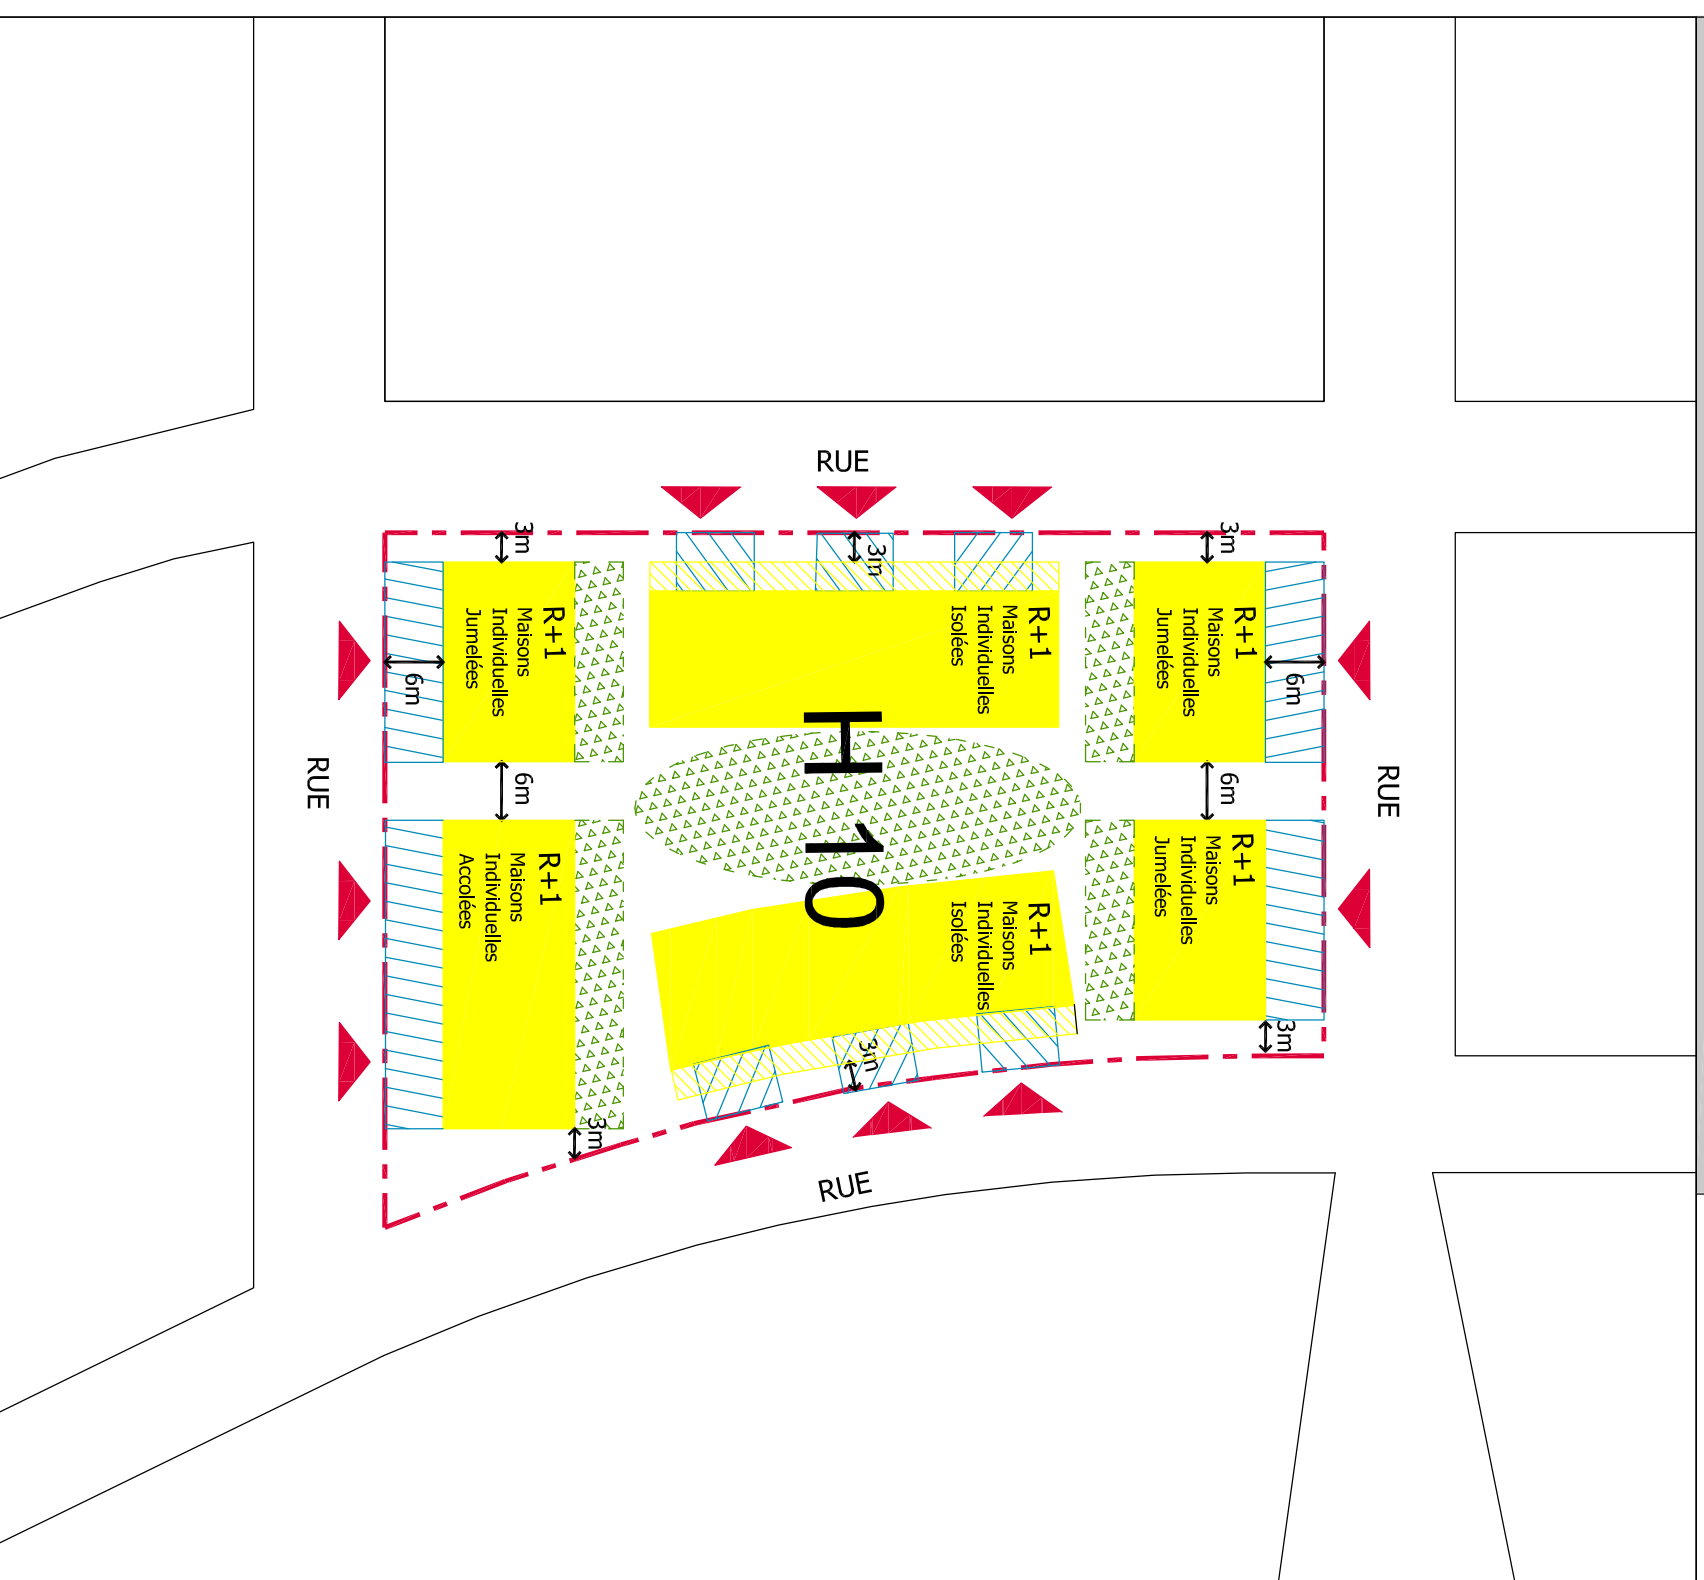 RUE
3m
3m
3m
R+1
Maisons
Individuelles
Jumelées
6m
R+1
Maisons
Individuelles
Isolées
R+1
Maisons
Individuelles
Jumelées
6m
RUE
6m
H 10
6m
RUE
R+1
Maisons
Individuelles
Accolées
R+1
Maisons
Individuelles
Isolées
R+1
Maisons
Individuelles
Jumelées
3m
3m
3m
RUE